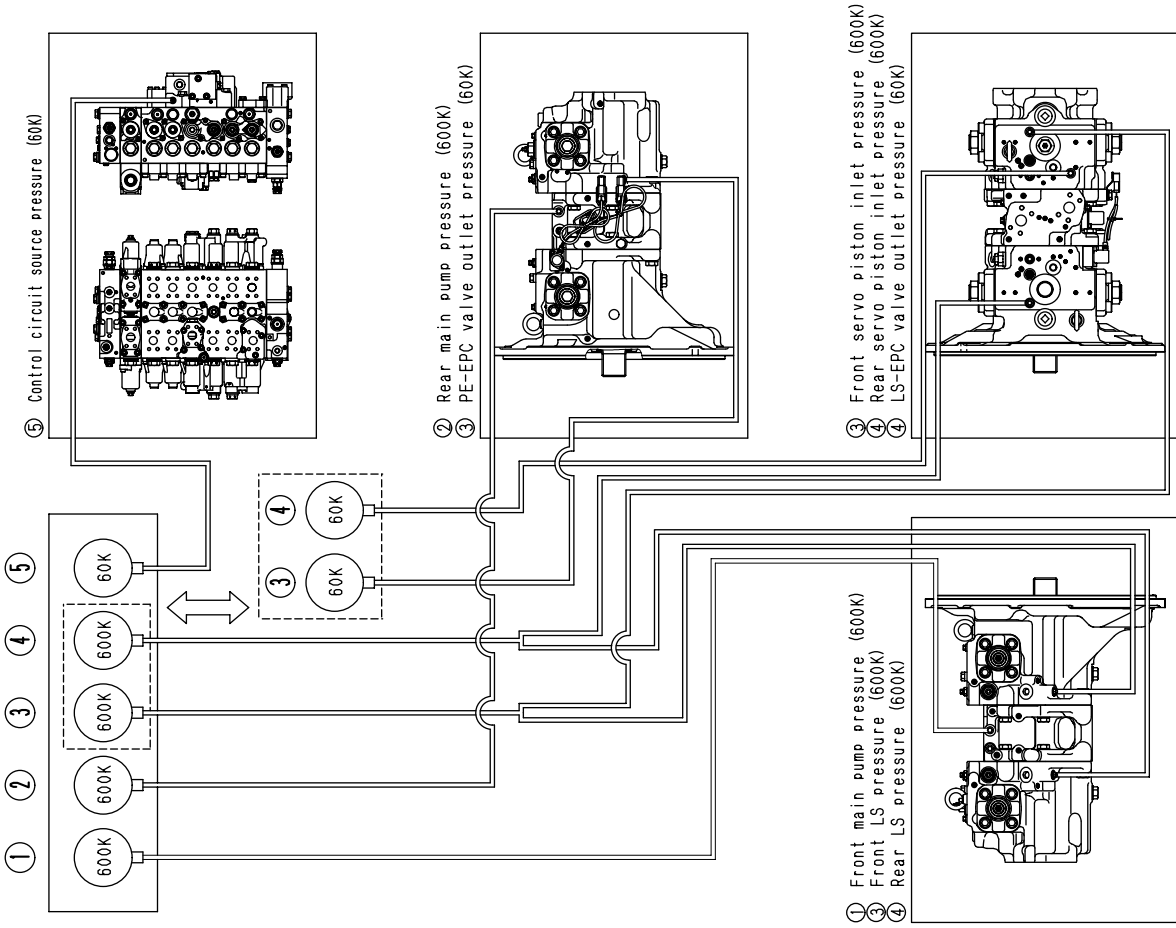 ⑤ Control circuit source pressure (60K)
② Rear main pump pressure (600K)
③ PF-EPC valve outlet pressure (60K)
③ Front servo piston inlet pressure (600K)
④ Rear servo piston inlet pressure (600K)
④ LS-EPC valve outlet pressure (60K)
① Front main pump pressure (600K)
③ Front LS pressure (600K)
④ Rear LS pressure (600K)
① ② ③ ④ ⑤
600K 600K 600K 600K 60K
③ ④
60K 60K